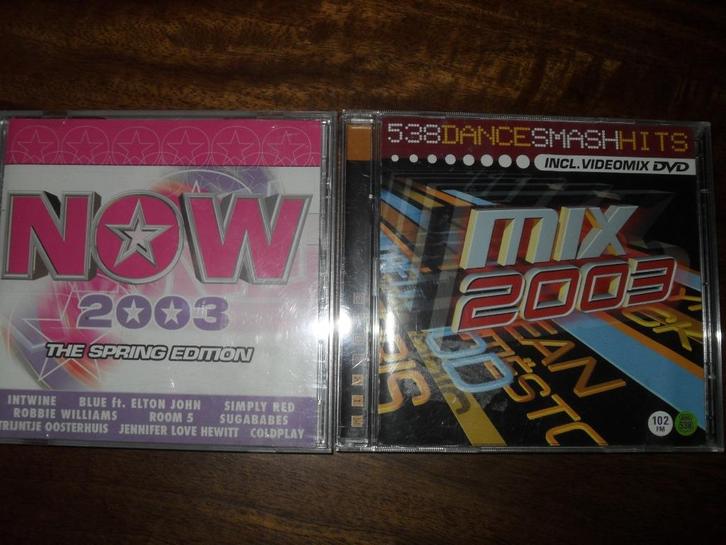 NOW
2003
THE SPRING EDITION
INTWINE BLUE ft. ELTON JOHN SIMPLY RED
ROBBIE WILLIAMS ROOM 5 SUGABABES
TRIJNTJE OOSTERHUIS JENNIFER LOVE HEWITT COLDPLAY
538DANCESMASHHITS
INCL. VIDEOMIX DVD
mix
2003
102
FM
538